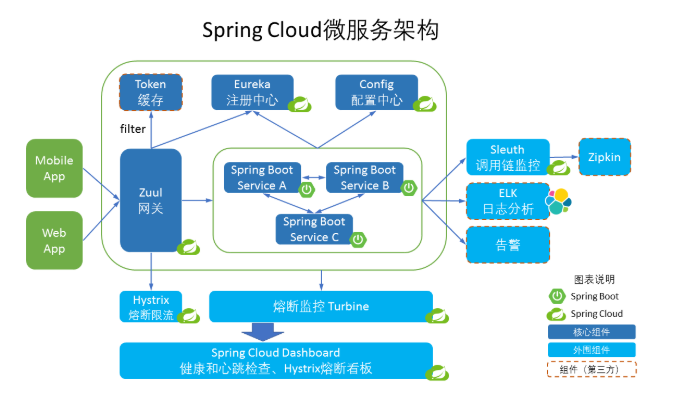 Spring Cloud微服务架构
Token
缓存
Eureka
注册中心
Config
配置中心
filter
Mobile
App
Web
App
Zuul
网关
Spring Boot
Service A
Spring Boot
Service B
Spring Boot
Service C
Sleuth
调用链监控
Zipkin
ELK
日志分析
告警
Hystrix
熔断限流
熔断监控 Turbine
Spring Cloud Dashboard
健康和心跳检查、Hystrix熔断看板
图表说明
Spring Boot
Spring Cloud
核心组件
外围组件
组件（第三方）